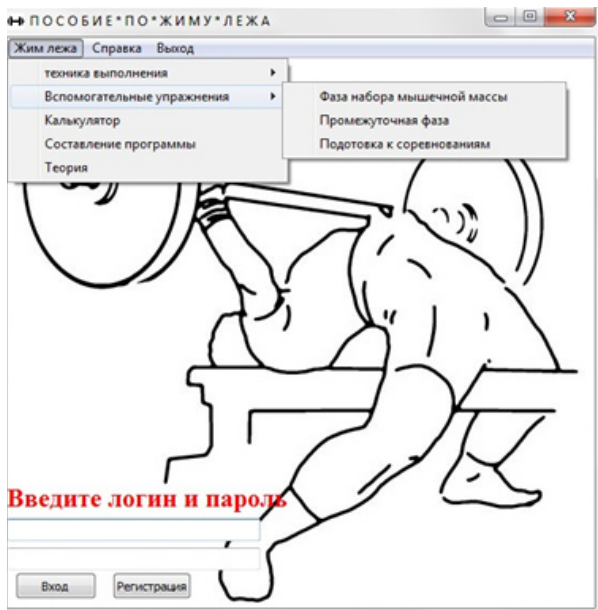 ПОСОБИЕ*ПО*ЖИМУ*ЛЕЖА
Жим лежа Справка Выход
техника выполнения
Вспомогательные упражнения
Калькулятор
Составление программы
Теория
Фаза набора мышечной массы
Промежуточная фаза
Подотовка к соревнованиям
Введите логин и пароль
Вход Регистрация